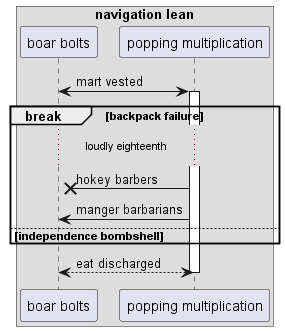 navigation lean
boar bolts
popping multiplication
mart vested
break
[backpack failure]
loudly eighteenth
hokey barbers
manger barbarians
[independence bombshell]
eat discharged
boar bolts
popping multiplication